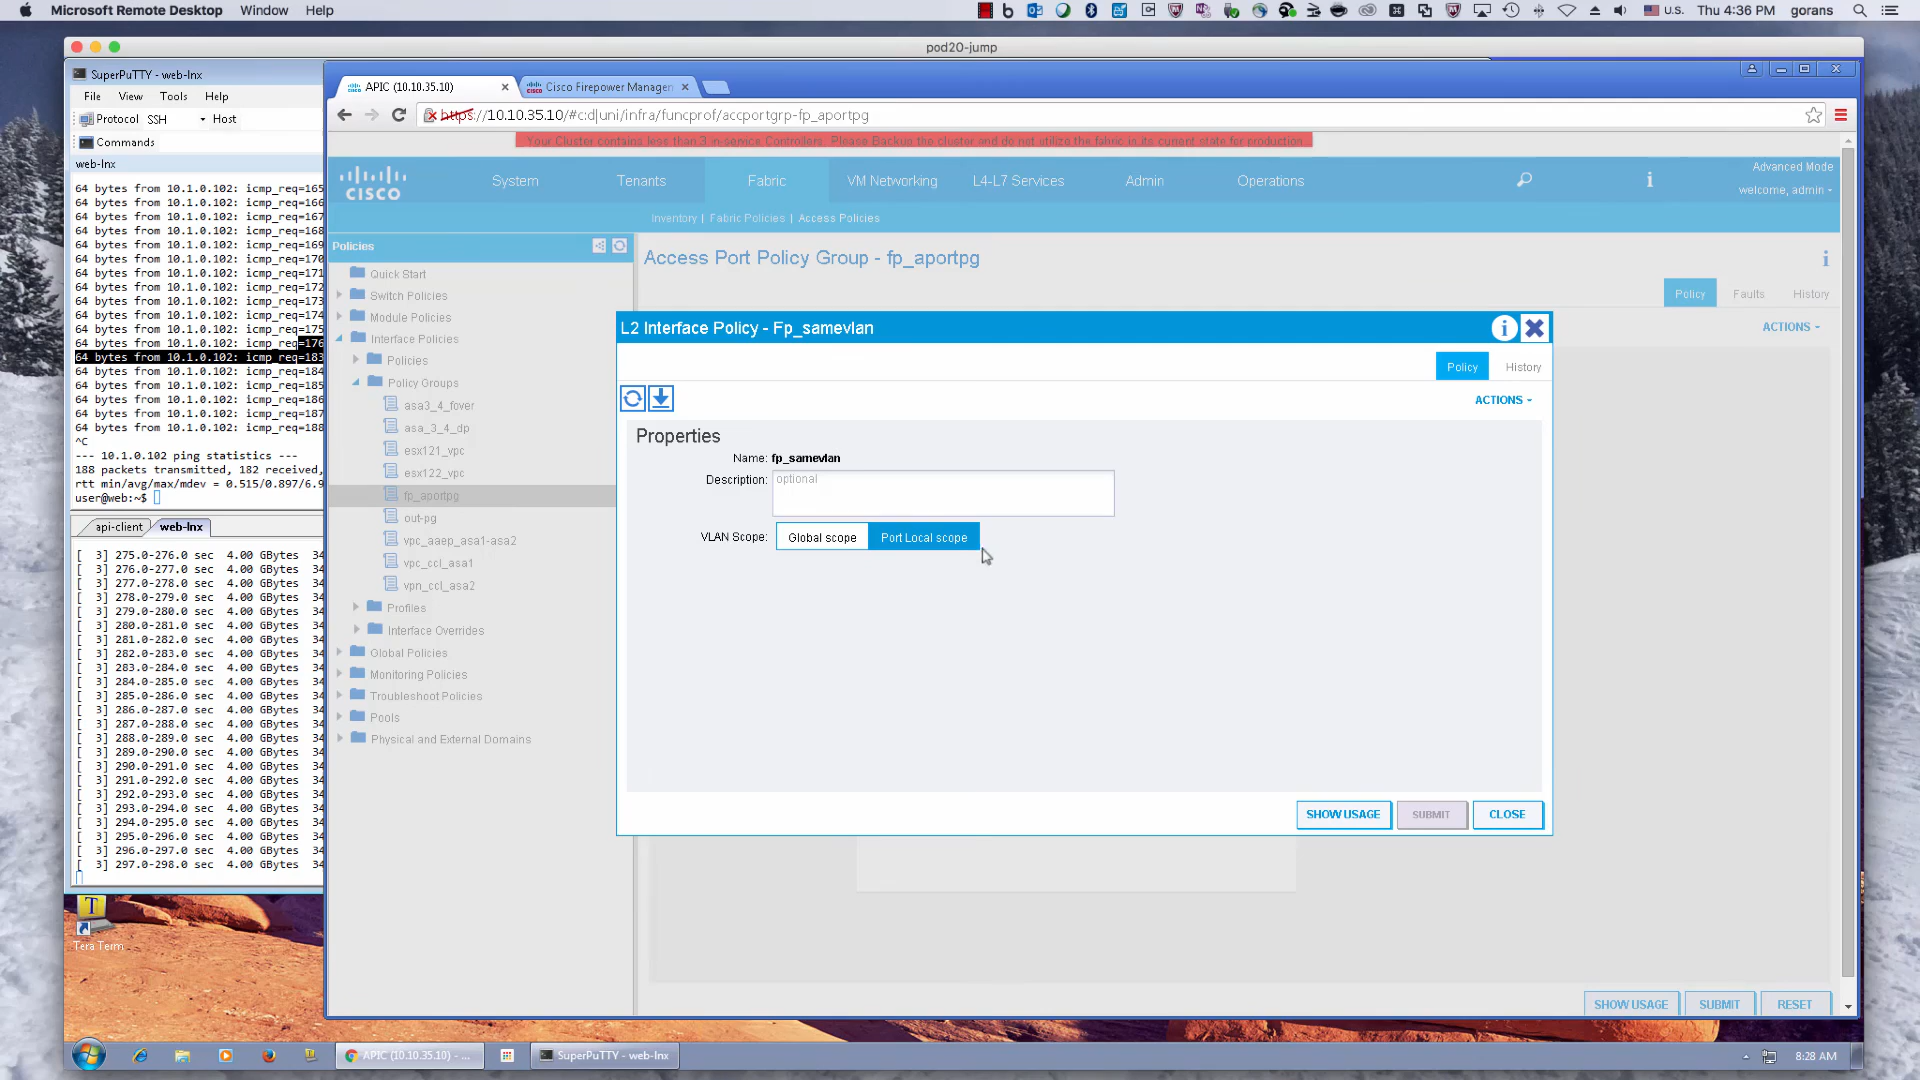 Microsoft Remote Desktop Window Help
U.S. Thu 4:36 PM gorans
pod20-jump
SuperPuTTY - web-lnx
File View Tools Help
Protocol SSH Host
Commands
web-lnx
64 bytes from 10.1.0.102: icmp_req=165
64 bytes from 10.1.0.102: icmp_req=166
64 bytes from 10.1.0.102: icmp_req=167
64 bytes from 10.1.0.102: icmp_req=168
64 bytes from 10.1.0.102: icmp_req=169
64 bytes from 10.1.0.102: icmp_req=170
64 bytes from 10.1.0.102: icmp_req=171
64 bytes from 10.1.0.102: icmp_req=172
64 bytes from 10.1.0.102: icmp_req=173
64 bytes from 10.1.0.102: icmp_req=174
64 bytes from 10.1.0.102: icmp_req=175
64 bytes from 10.1.0.102: icmp_req=176
64 bytes from 10.1.0.102: icmp_req=183
64 bytes from 10.1.0.102: icmp_req=184
64 bytes from 10.1.0.102: icmp_req=185
64 bytes from 10.1.0.102: icmp_req=186
64 bytes from 10.1.0.102: icmp_req=187
64 bytes from 10.1.0.102: icmp_req=188
^C
--- 10.1.0.102 ping statistics ---
188 packets transmitted, 182 received,
rtt min/avg/max/mdev = 0.515/0.897/6.9
user@web:~$
api-client web-lnx
[ 3] 275.0-276.0 sec 4.00 GBytes 34
[ 3] 276.0-277.0 sec 4.00 GBytes 34
[ 3] 277.0-278.0 sec 4.00 GBytes 34
[ 3] 278.0-279.0 sec 4.00 GBytes 34
[ 3] 279.0-280.0 sec 4.00 GBytes 34
[ 3] 280.0-281.0 sec 4.00 GBytes 34
[ 3] 281.0-282.0 sec 4.00 GBytes 34
[ 3] 282.0-283.0 sec 4.00 GBytes 34
[ 3] 283.0-284.0 sec 4.00 GBytes 34
[ 3] 284.0-285.0 sec 4.00 GBytes 34
[ 3] 285.0-286.0 sec 4.00 GBytes 34
[ 3] 286.0-287.0 sec 4.00 GBytes 34
[ 3] 287.0-288.0 sec 4.00 GBytes 34
[ 3] 288.0-289.0 sec 4.00 GBytes 34
[ 3] 289.0-290.0 sec 4.00 GBytes 34
[ 3] 290.0-291.0 sec 4.00 GBytes 34
[ 3] 291.0-292.0 sec 4.00 GBytes 34
[ 3] 292.0-293.0 sec 4.00 GBytes 34
[ 3] 293.0-294.0 sec 4.00 GBytes 34
[ 3] 294.0-295.0 sec 4.00 GBytes 34
[ 3] 295.0-296.0 sec 4.00 GBytes 34
[ 3] 296.0-297.0 sec 4.00 GBytes 34
[ 3] 297.0-298.0 sec 4.00 GBytes 34
Tera Term
APIC (10.10.35.10) Cisco Firepower Manager
https://10.10.35.10/#c:d|uni/infra/funcprof/accportgrp-fp_aportpg
Your Cluster contains less than 3 in-service Controllers. Please Backup the cluster and do not utilize the fabric in its current state for production.
CISCO
System Tenants Fabric VM Networking L4-L7 Services Admin Operations
i
Advanced Mode
welcome, admin
Inventory | Fabric Policies | Access Policies
Policies
Quick Start
Switch Policies
Module Policies
Interface Policies
Policies
Policy Groups
asa3_4_fover
asa_3_4_dp
esx121_vpc
esx122_vpc
fp_aportpg
out-pg
vpc_aaep_asa1-asa2
vpc_ccl_asa1
vpn_ccl_asa2
Profiles
Interface Overrides
Global Policies
Monitoring Policies
Troubleshoot Policies
Pools
Physical and External Domains
Access Port Policy Group - fp_aportpg
i
Policy Faults History
ACTIONS
L2 Interface Policy - Fp_samevlan
i
Policy History
ACTIONS
Properties
Name: fp_samevlan
Description: optional
VLAN Scope: Global scope Port Local scope
SHOW USAGE SUBMIT CLOSE
SHOW USAGE SUBMIT RESET
APIC (10.10.35.10) - ... SuperPuTTY - web-lnx
8:28 AM